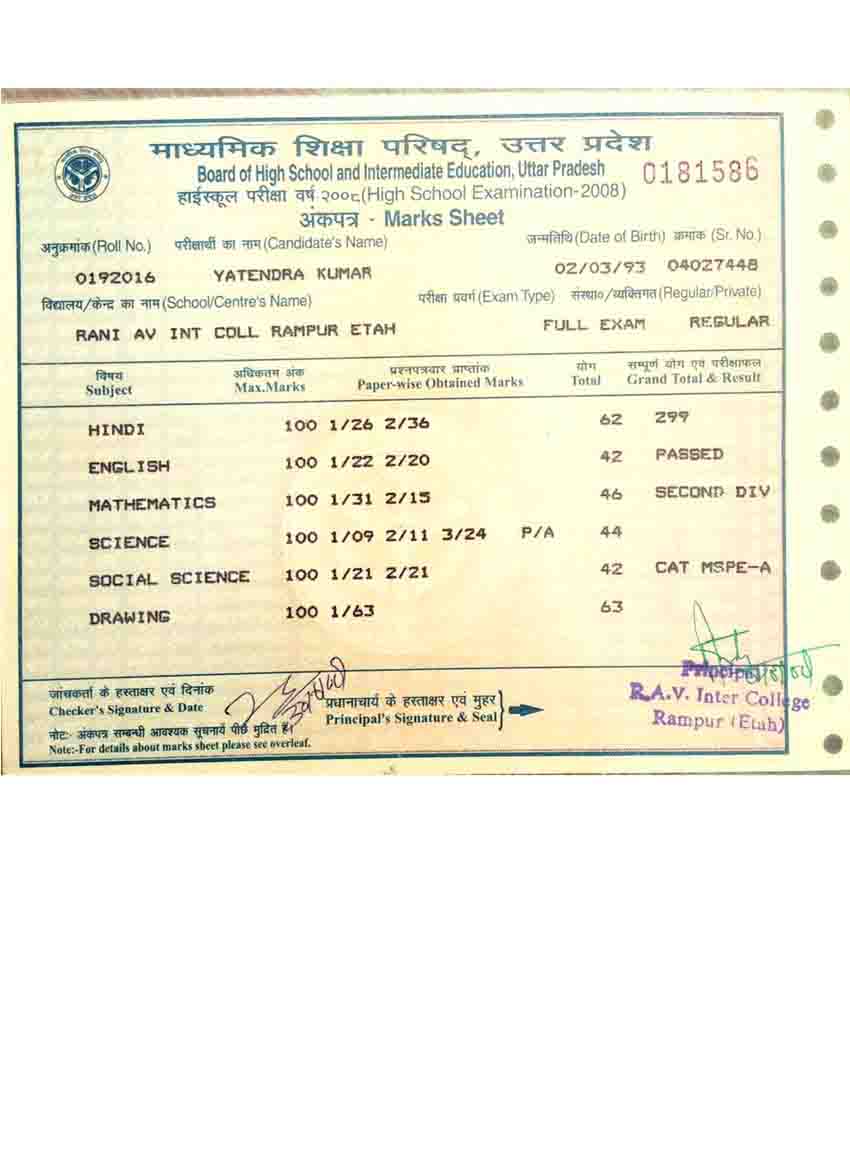 माध्यमिक शिक्षा परिषद्, उत्तर प्रदेश
Board of High School and Intermediate Education, Uttar Pradesh
0181586
हाईस्कूल परीक्षा वर्ष २००८ (High School Examination-2008)
अंकपत्र - Marks Sheet
अनुक्रमांक (Roll No.) परीक्षार्थी का नाम (Candidate's Name) जन्मतिथि (Date of Birth) क्रमांक (Sr. No.)
0192016 YATENDRA KUMAR 02/03/93 04027448
विद्यालय/केन्द्र का नाम (School/Centre's Name) परीक्षा प्रवर्ग (Exam Type) संस्था०/व्यक्तिगत (Regular/Private)
RANI AV INT COLL RAMPUR ETAH FULL EXAM REGULAR
विषय अधिकतम अंक प्रश्नपत्रवार प्राप्तांक योग सम्पूर्ण योग एवं परीक्षाफल
Subject Max.Marks Paper-wise Obtained Marks Total Grand Total & Result
HINDI 100 1/26 2/36 62 299
ENGLISH 100 1/22 2/20 42 PASSED
MATHEMATICS 100 1/31 2/15 46 SECOND DIV
SCIENCE 100 1/09 2/11 3/24 P/A 44
SOCIAL SCIENCE 100 1/21 2/21 42 CAT MSPE-A
DRAWING 100 1/63 63
जांचकर्ता के हस्ताक्षर एवं दिनांक
Checker's Signature & Date
प्रधानाचार्य के हस्ताक्षर एवं मुहर
Principal's Signature & Seal
Principal
R.A.V. Inter College
Rampur (Etah)
नोट:- अंकपत्र सम्बन्धी आवश्यक सूचनायें पीछे मुद्रित हैं।
Note:-For details about marks sheet please see overleaf.